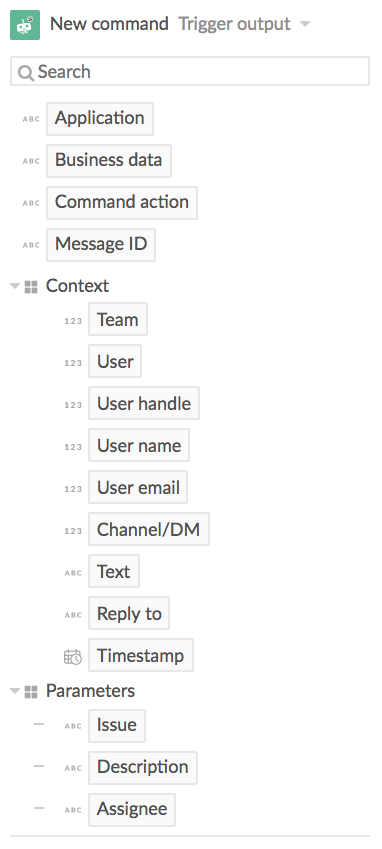 New command Trigger output
Search
ABC Application
ABC Business data
ABC Command action
ABC Message ID
Context
123 Team
123 User
123 User handle
123 User name
123 User email
123 Channel/DM
ABC Text
ABC Reply to
Timestamp
Parameters
ABC Issue
ABC Description
ABC Assignee